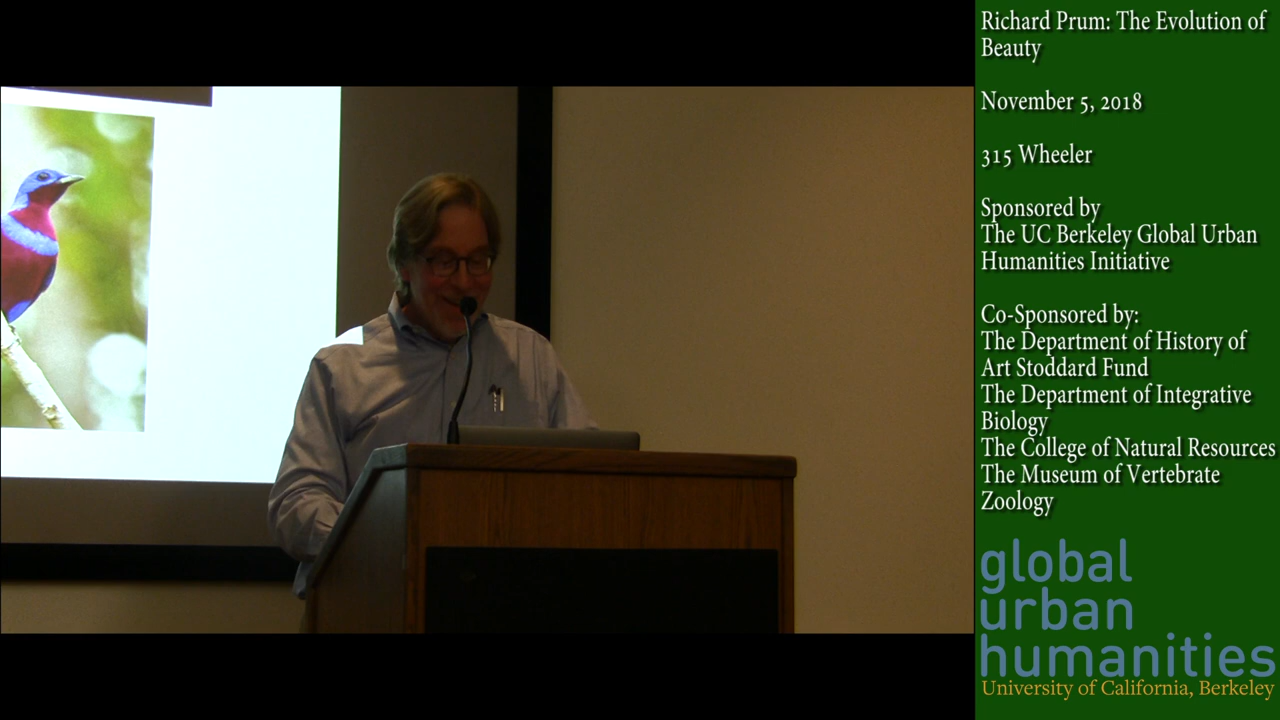 Richard Prum: The Evolution of
Beauty
November 5, 2018
315 Wheeler
Sponsored by
The UC Berkeley Global Urban
Humanities Initiative
Co-Sponsored by:
The Department of History of
Art Stoddard Fund
The Department of Integrative
Biology
The College of Natural Resources
The Museum of Vertebrate
Zoology
global
urban
humanities
University of California, Berkeley